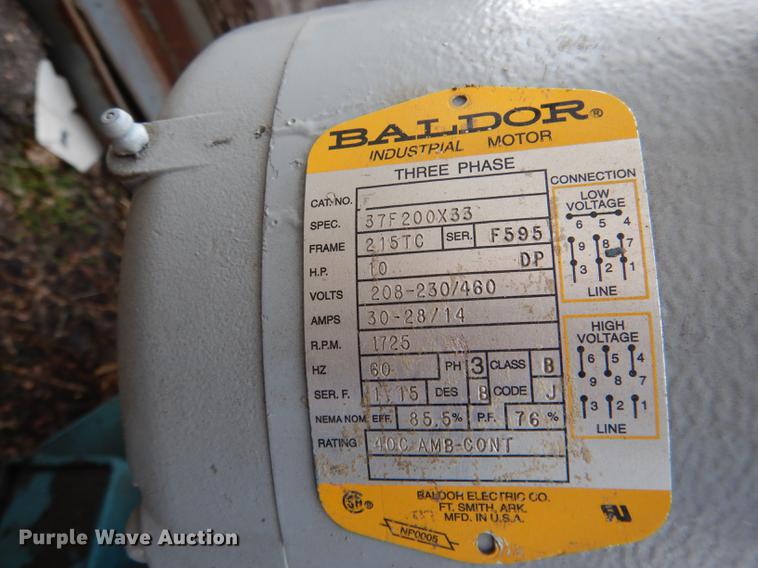 BALDOR®
INDUSTRIAL MOTOR
THREE PHASE
CAT. NO.
SPEC. 37F200X33
FRAME 215TC SER. F595
H.P. 10 DP
VOLTS 208-230/460
AMPS 30-28/14
R.P.M. 1725
HZ 60 PH 3 CLASS B
SER. F. 1.15 DES B CODE J
NEMA NOM. EFF. 85.5% P.F. 76 %
RATING 40C AMB-CONT
CONNECTION
LOW
VOLTAGE
6 5 4
9 8 7
3 2 1
LINE
HIGH
VOLTAGE
6 5 4
9 8 7
3 2 1
LINE
BALDOR ELECTRIC CO.
FT. SMITH, ARK.
MFD. IN U.S.A.
NP0005
Purple Wave Auction